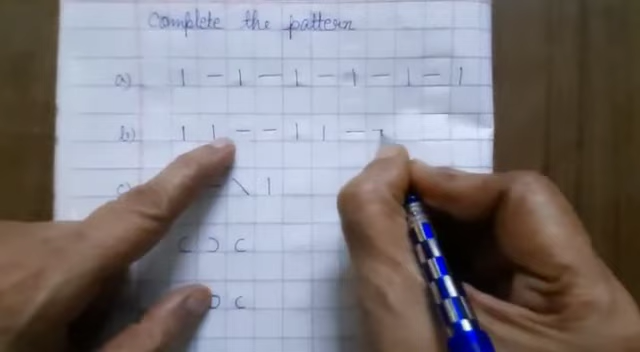 Complete the pattern
a) | — | — | — | — | — |
b) | | — — | | — —
c) \ |
c ɔ c
ɔ c